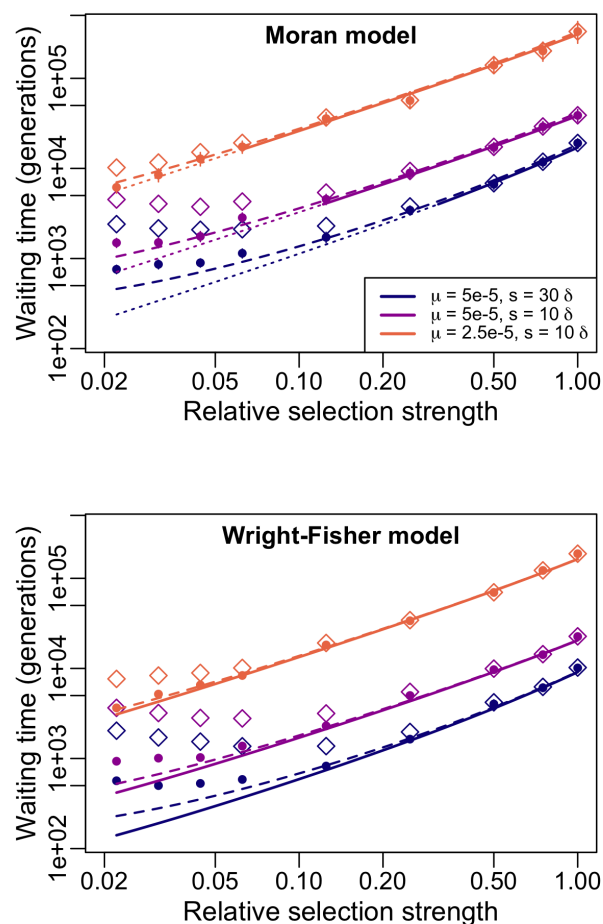 Moran model
Waiting time (generations)
1e+05
1e+04
1e+03
1e+02
μ = 5e-5, s = 30 δ
μ = 5e-5, s = 10 δ
μ = 2.5e-5, s = 10 δ
0.02 0.05 0.10 0.20 0.50 1.00
Relative selection strength
Wright-Fisher model
Waiting time (generations)
1e+05
1e+04
1e+03
1e+02
0.02 0.05 0.10 0.20 0.50 1.00
Relative selection strength